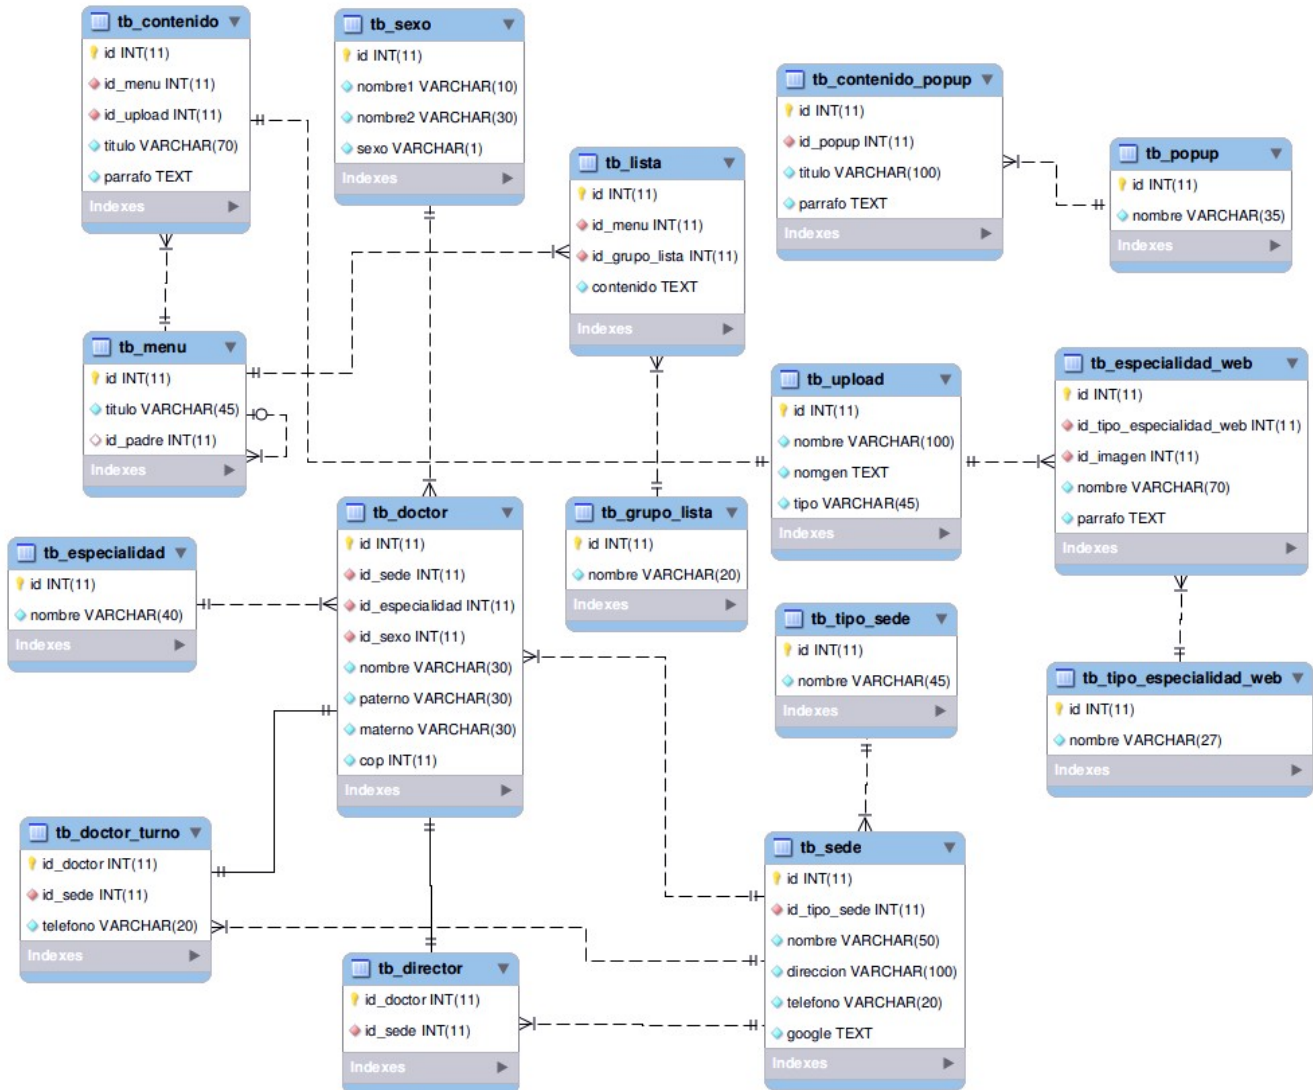 tb_contenido
id INT(11)
id_menu INT(11)
id_upload INT(11)
titulo VARCHAR(70)
parrafo TEXT
Indexes
tb_sexo
id INT(11)
nombre1 VARCHAR(10)
nombre2 VARCHAR(30)
sexo VARCHAR(1)
Indexes
tb_lista
id INT(11)
id_menu INT(11)
id_grupo_lista INT(11)
contenido TEXT
Indexes
tb_contenido_popup
id INT(11)
id_popup INT(11)
titulo VARCHAR(100)
parrafo TEXT
Indexes
tb_popup
id INT(11)
nombre VARCHAR(35)
Indexes
tb_menu
id INT(11)
titulo VARCHAR(45)
id_padre INT(11)
Indexes
tb_upload
id INT(11)
nombre VARCHAR(100)
nomgen TEXT
tipo VARCHAR(45)
Indexes
tb_especialidad_web
id INT(11)
id_tipo_especialidad_web INT(11)
id_imagen INT(11)
nombre VARCHAR(70)
parrafo TEXT
Indexes
tb_especialidad
id INT(11)
nombre VARCHAR(40)
Indexes
tb_doctor
id INT(11)
id_sede INT(11)
id_especialidad INT(11)
id_sexo INT(11)
nombre VARCHAR(30)
paterno VARCHAR(30)
materno VARCHAR(30)
cop INT(11)
Indexes
tb_grupo_lista
id INT(11)
nombre VARCHAR(20)
Indexes
tb_tipo_sede
id INT(11)
nombre VARCHAR(45)
Indexes
tb_tipo_especialidad_web
id INT(11)
nombre VARCHAR(27)
Indexes
tb_doctor_turno
id_doctor INT(11)
id_sede INT(11)
telefono VARCHAR(20)
Indexes
tb_director
id_doctor INT(11)
id_sede INT(11)
Indexes
tb_sede
id INT(11)
id_tipo_sede INT(11)
nombre VARCHAR(50)
direccion VARCHAR(100)
telefono VARCHAR(20)
google TEXT
Indexes